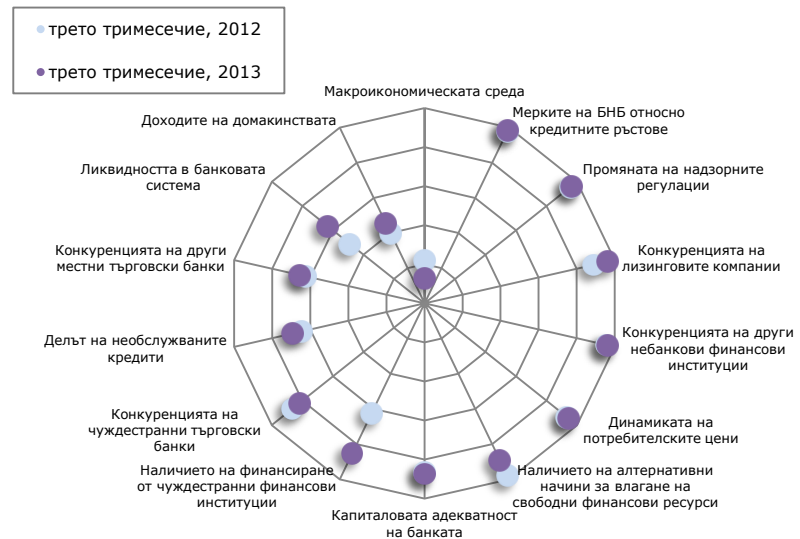 трето тримесечие, 2012
трето тримесечие, 2013
Макроикономическата среда
Мерките на БНБ относно
кредитните ръстове
Промяната на надзорните
регулации
Конкуренцията на
лизинговите компании
Конкуренцията на други
небанкови финансови
институции
Динамиката на
потребителските цени
Наличието на алтернативни
начини за влагане на
свободни финансови ресурси
Капиталовата адекватност
на банката
Наличието на финансиране
от чуждестранни финансови
институции
Конкуренцията на
чуждестранни търговски
банки
Делът на необслужваните
кредити
Конкуренцията на други
местни търговски банки
Ликвидността в банковата
система
Доходите на домакинствата